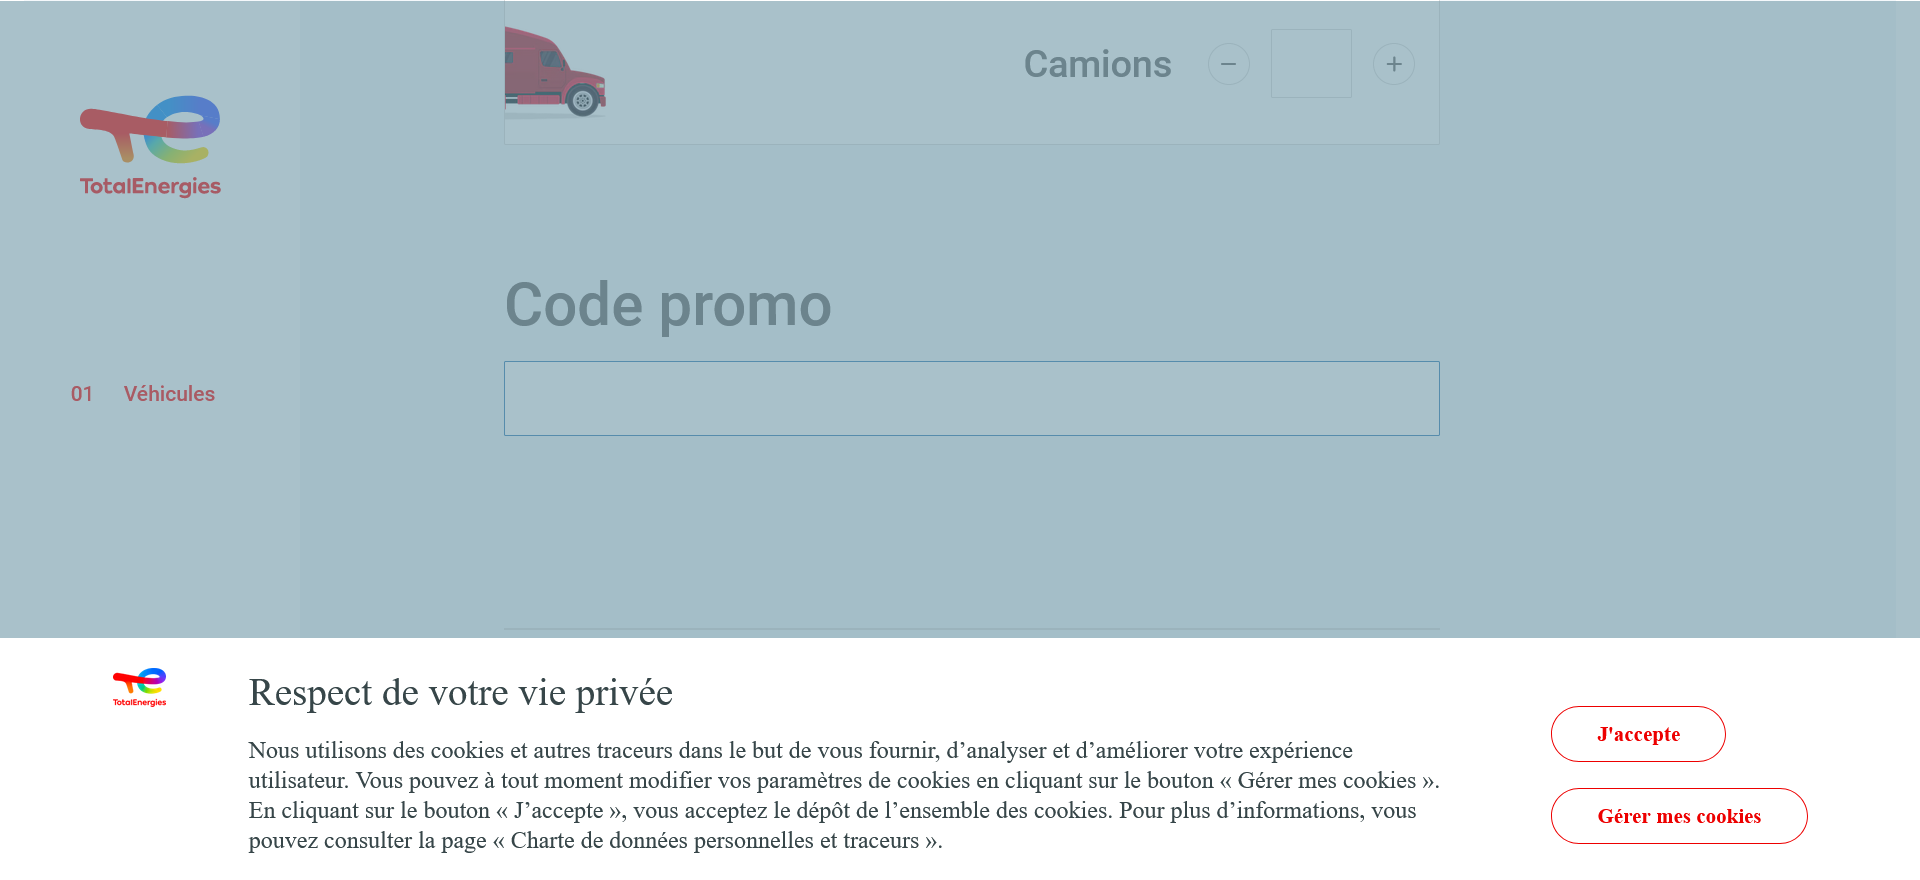 Camions
TotalEnergies
Code promo
01 Véhicules
TotalEnergies
Respect de votre vie privée
Nous utilisons des cookies et autres traceurs dans le but de vous fournir, d’analyser et d’améliorer votre expérience
utilisateur. Vous pouvez à tout moment modifier vos paramètres de cookies en cliquant sur le bouton « Gérer mes cookies ».
En cliquant sur le bouton « J’accepte », vous acceptez le dépôt de l’ensemble des cookies. Pour plus d’informations, vous
pouvez consulter la page « Charte de données personnelles et traceurs ».
J'accepte
Gérer mes cookies